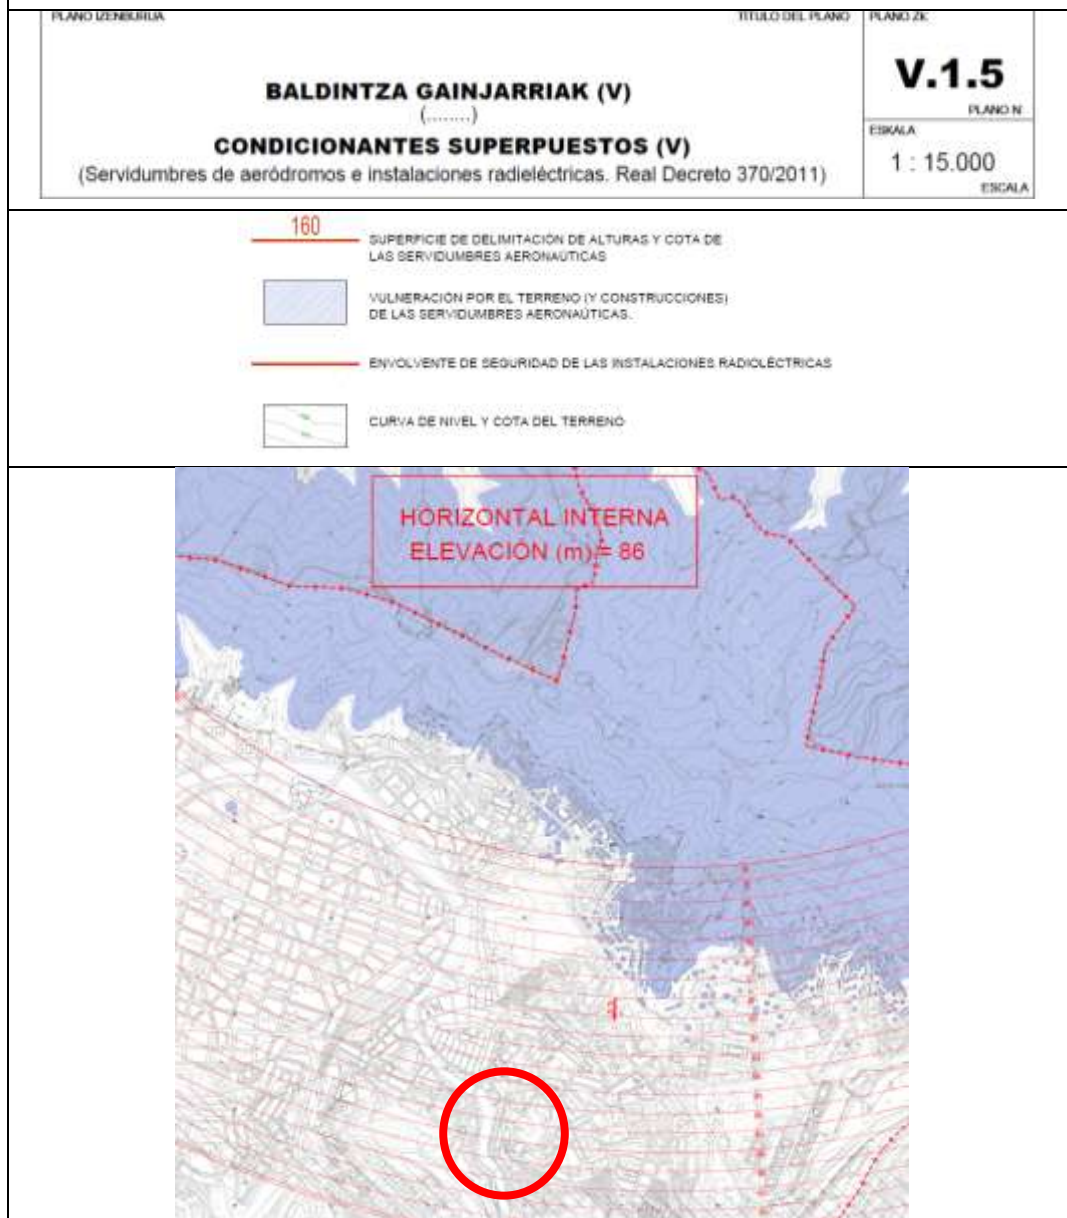 PLANO IZENBURUA
TITULO DEL PLANO
PLANO Zk
BALDINTZA GAINJARRIAK (V)
(........)
CONDICIONANTES SUPERPUESTOS (V)
(Servidumbres de aeródromos e instalaciones radieléctricas. Real Decreto 370/2011)
V.1.5
PLANO N
ESKALA
1 : 15.000
ESCALA
160
SUPERFICIE DE DELIMITACIÓN DE ALTURAS Y COTA DE
LAS SERVIDUMBRES AERONAÚTICAS
VULNERACIÓN POR EL TERRENO (Y CONSTRUCCIONES)
DE LAS SERVIDUMBRES AERONAÚTICAS.
ENVOLVENTE DE SEGURIDAD DE LAS INSTALACIONES RADIOLÉCTRICAS
CURVA DE NIVEL Y COTA DEL TERRENO
HORIZONTAL INTERNA
ELEVACIÓN (m) = 86